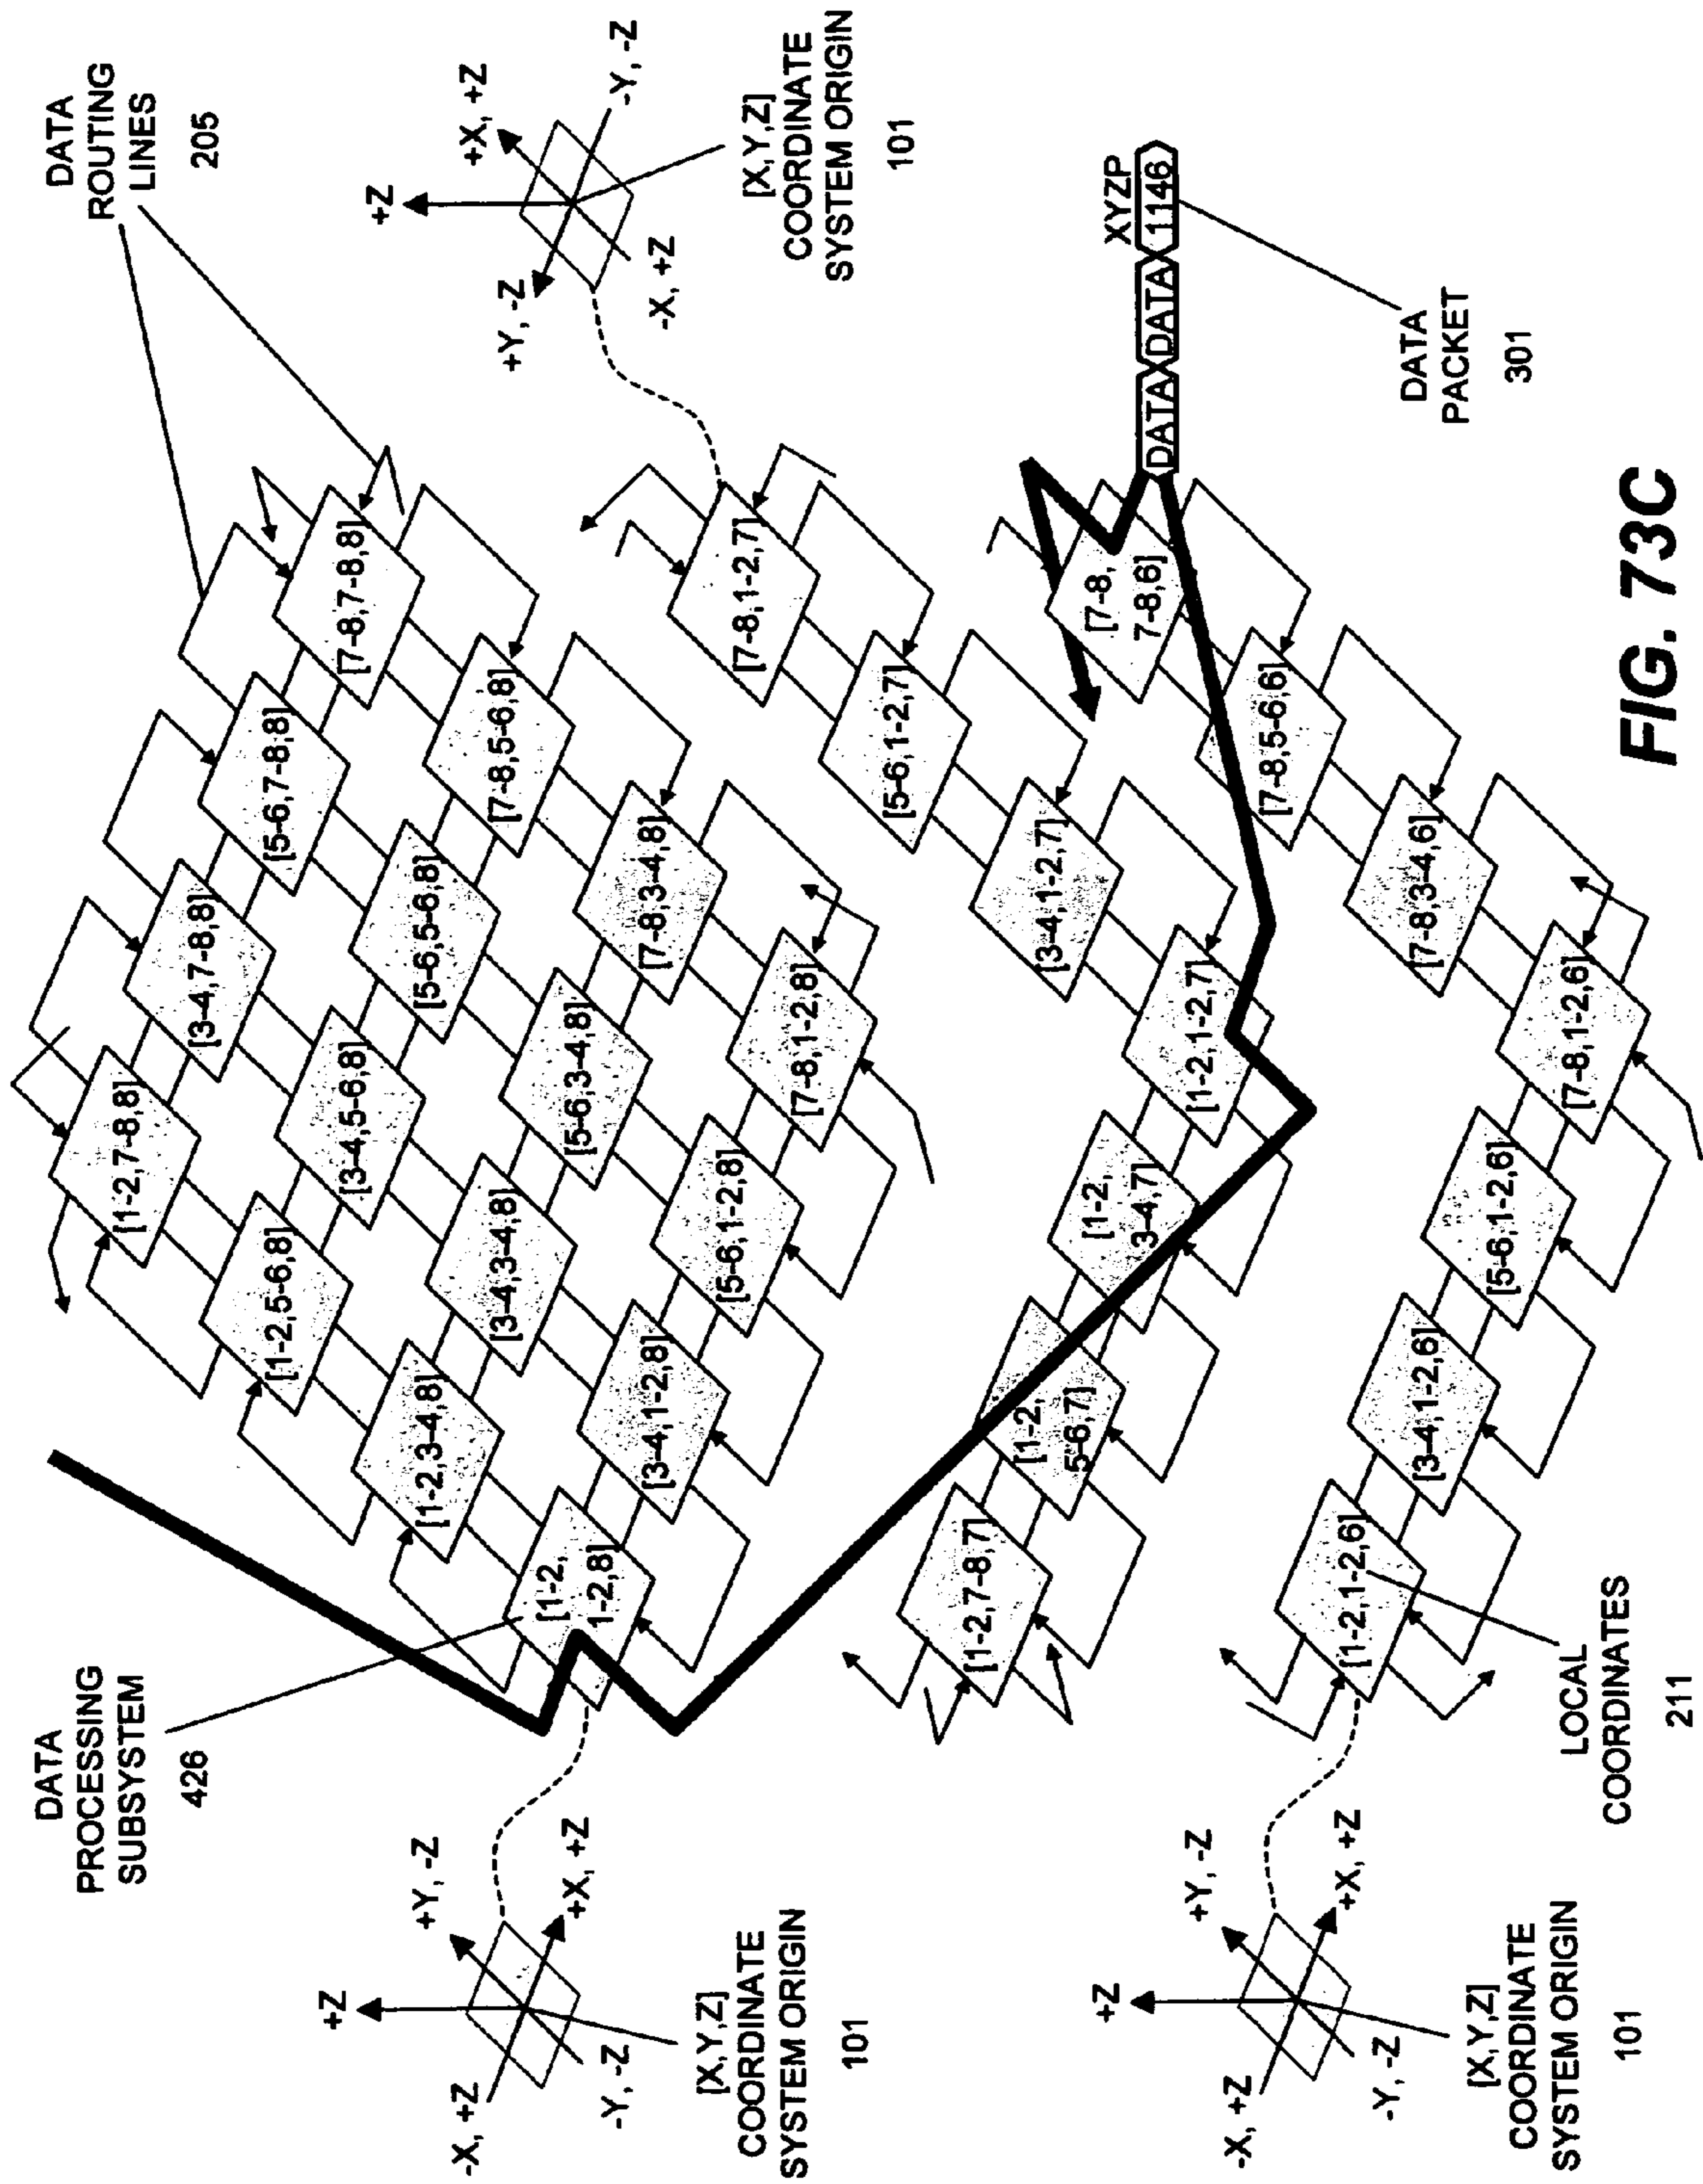 DATA
ROUTING
LINES
205
DATA
PROCESSING
SUBSYSTEM
426
+Z
+Y, -Z
+X, +Z
-X, +Z
-Y, -Z
[X,Y,Z]
COORDINATE
SYSTEM ORIGIN
101
+Z
+X, +Z
+Y, -Z
-Y, -Z
-X, +Z
[X,Y,Z]
COORDINATE
SYSTEM ORIGIN
101
[1-2,7-8,8]
[3-4,7-8,8]
[5-6,7-8,8]
[7-8,7-8,8]
[1-2,5-6,8]
[3-4,5-6,8]
[5-6,5-6,8]
[7-8,5-6,8]
[1-2,3-4,8]
[3-4,3-4,8]
[5-6,3-4,8]
[7-8,3-4,8]
[1-2,
1-2,8]
[3-4,1-2,8]
[5-6,1-2,8]
[7-8,1-2,8]
[7-8,1-2,7]
[5-6,1-2,7]
[3-4,1-2,7]
[1-2,1-2,7]
[1-2,
3-4,7]
[1-2,
5-6,7]
[1-2,7-8,7]
[7-8,
7-8,6]
[7-8,5-6,6]
[7-8,3-4,6]
[7-8,1-2,6]
[5-6,1-2,6]
[3-4,1-2,6]
[1-2,1-2,6]
XYZP
DATA DATA 1146
DATA
PACKET
301
+Z
+Y, -Z
+X, +Z
-X, +Z
-Y, -Z
[X,Y,Z]
COORDINATE
SYSTEM ORIGIN
101
LOCAL
COORDINATES
211
FIG. 73C